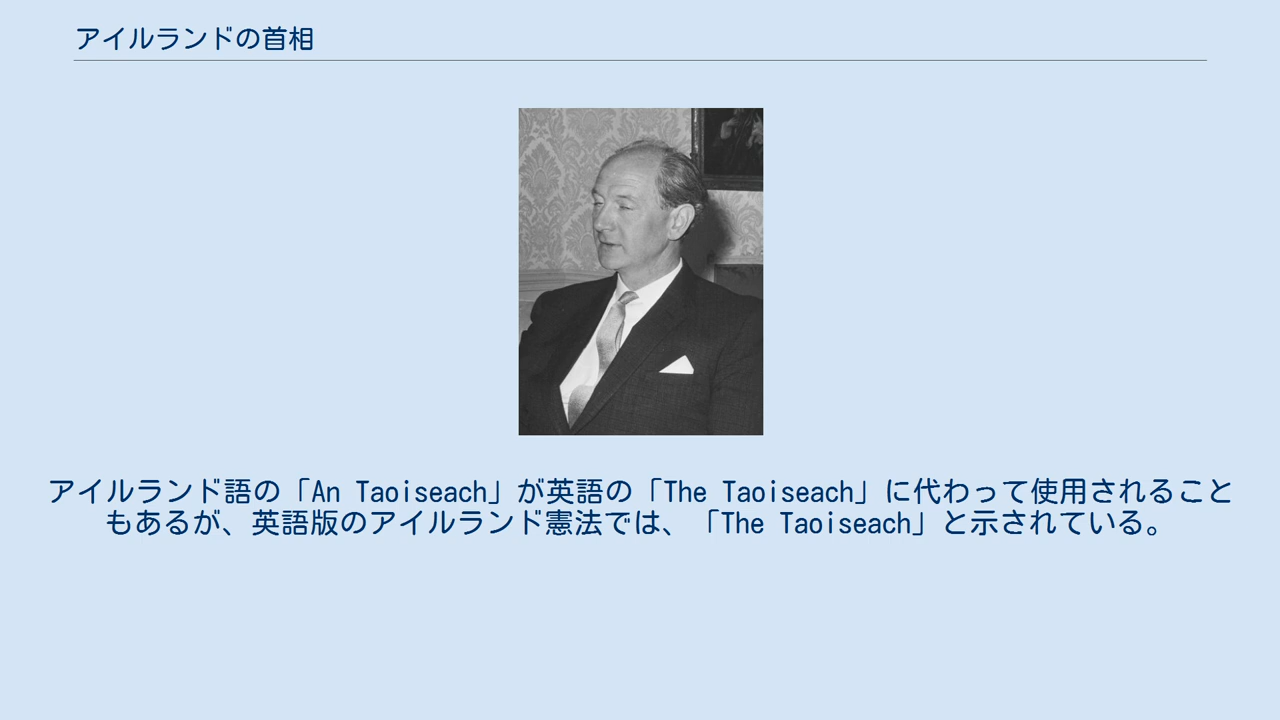 アイルランドの首相
アイルランド語の「An Taoiseach」が英語の「The Taoiseach」に代わって使用されること
もあるが、英語版のアイルランド憲法では、「The Taoiseach」と示されている。